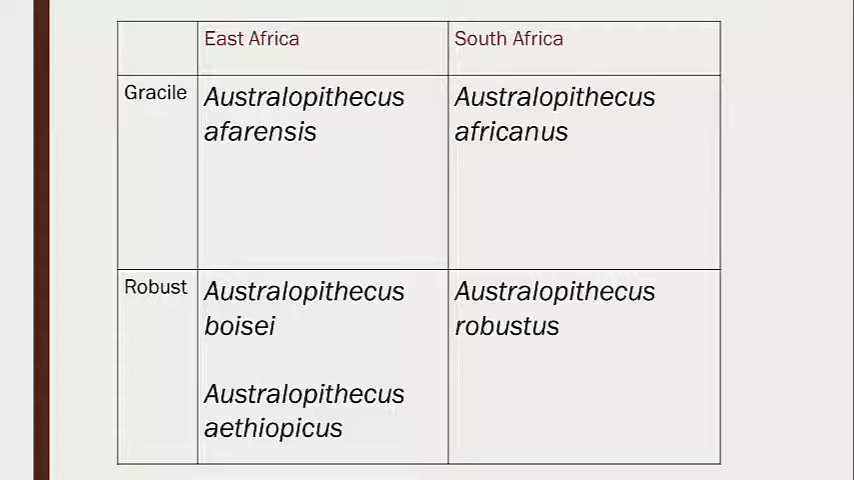 East Africa
South Africa
Gracile
Australopithecus
afarensis
Australopithecus
africanus
Robust
Australopithecus
boisei
Australopithecus
aethiopicus
Australopithecus
robustus